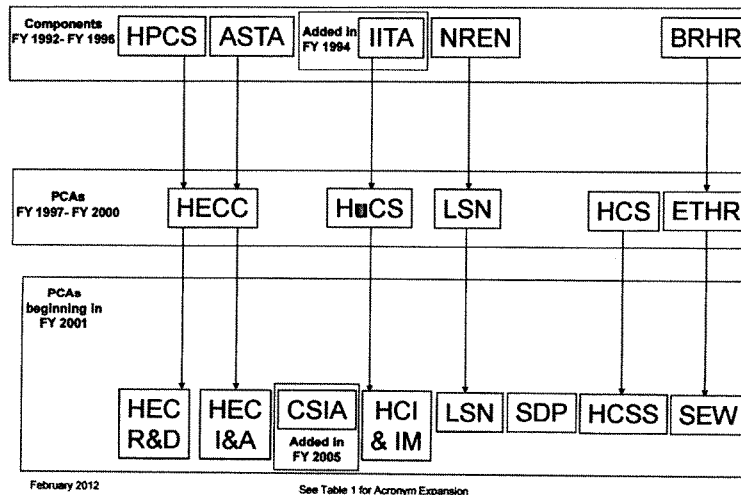 Components
FY 1992- FY 1996
HPCS
ASTA
Added in
FY 1994
IITA
NREN
BRHR
PCAs
FY 1997- FY 2000
HECC
LSN
HCS
ETHR
PCAs
beginning in
FY 2001
HEC
R&D
HEC
I&A
CSIA
Added in
FY 2005
HCI
& IM
LSN
SDP
HCSS
SEW
February 2012
See Table 1 for Acronym Expansion